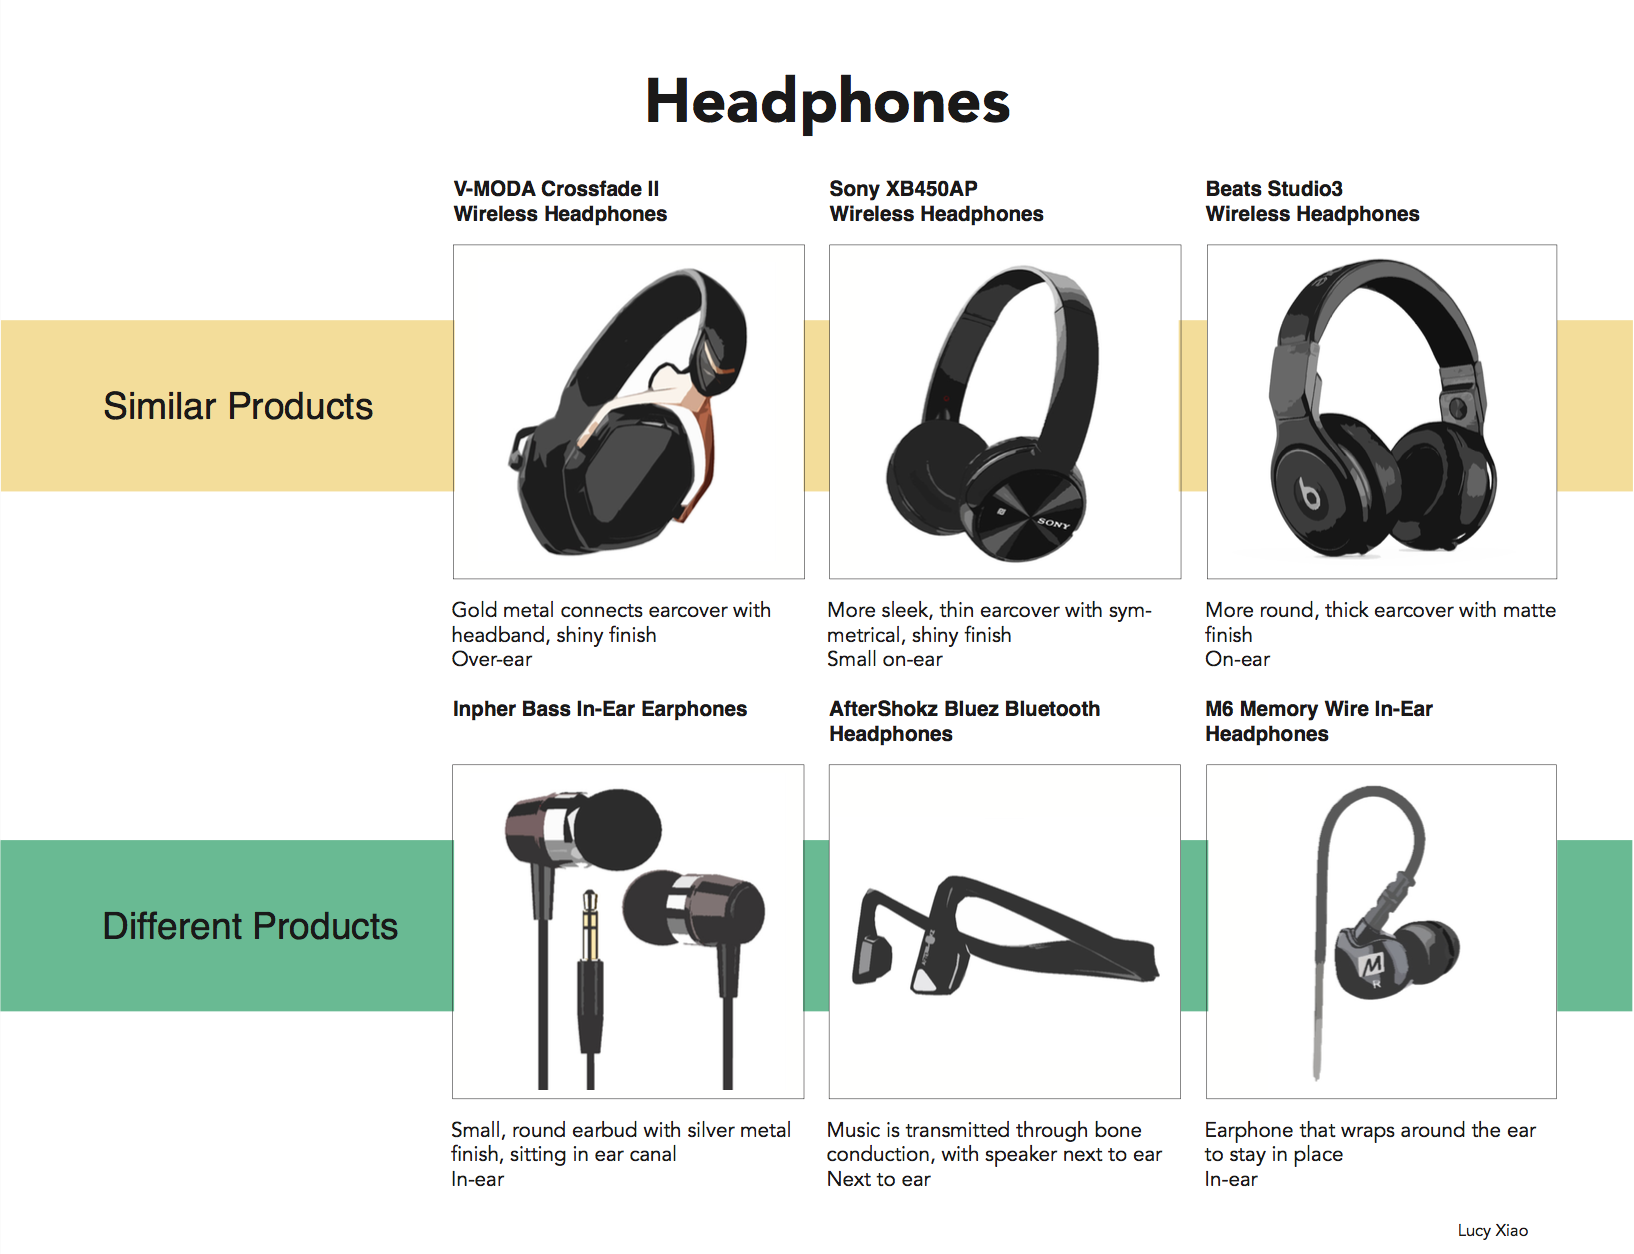 Headphones
V-MODA Crossfade II
Wireless Headphones
Sony XB450AP
Wireless Headphones
Beats Studio3
Wireless Headphones
Similar Products
SONY
b
Gold metal connects earcover with
headband, shiny finish
Over-ear
More sleek, thin earcover with sym-
metrical, shiny finish
Small on-ear
More round, thick earcover with matte
finish
On-ear
Inpher Bass In-Ear Earphones
AfterShokz Bluez Bluetooth
Headphones
M6 Memory Wire In-Ear
Headphones
Different Products
M
R
Small, round earbud with silver metal
finish, sitting in ear canal
In-ear
Music is transmitted through bone
conduction, with speaker next to ear
Next to ear
Earphone that wraps around the ear
to stay in place
In-ear
Lucy Xiao